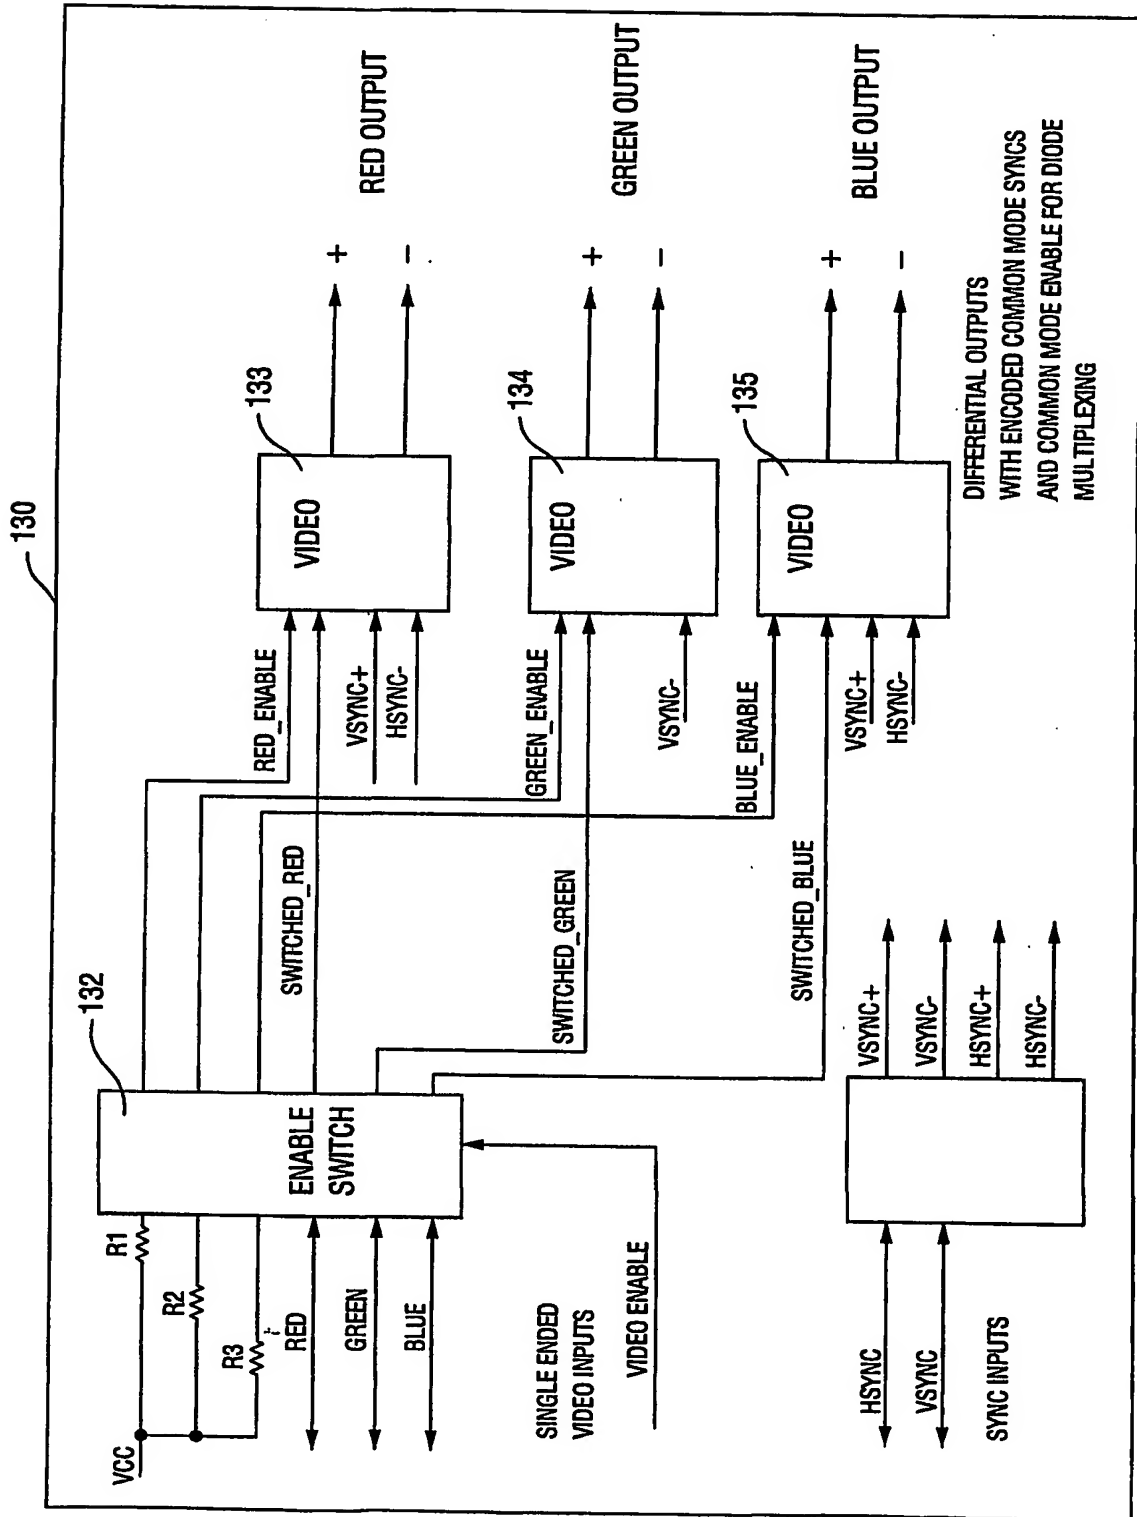 130
VCC
R1
R2
R3
RED
GREEN
BLUE
SINGLE ENDED
VIDEO INPUTS
VIDEO ENABLE
HSYNC
VSYNC
SYNC INPUTS
132
ENABLE
SWITCH
VSYNC+
VSYNC-
HSYNC+
HSYNC-
SWITCHED_RED
SWITCHED_GREEN
SWITCHED_BLUE
RED_ENABLE
VSYNC+
HSYNC-
GREEN_ENABLE
VSYNC-
BLUE_ENABLE
VSYNC+
HSYNC-
133
VIDEO
134
VIDEO
135
VIDEO
+
-
RED OUTPUT
+
-
GREEN OUTPUT
+
-
BLUE OUTPUT
DIFFERENTIAL OUTPUTS
WITH ENCODED COMMON MODE SYNCS
AND COMMON MODE ENABLE FOR DIODE
MULTIPLEXING